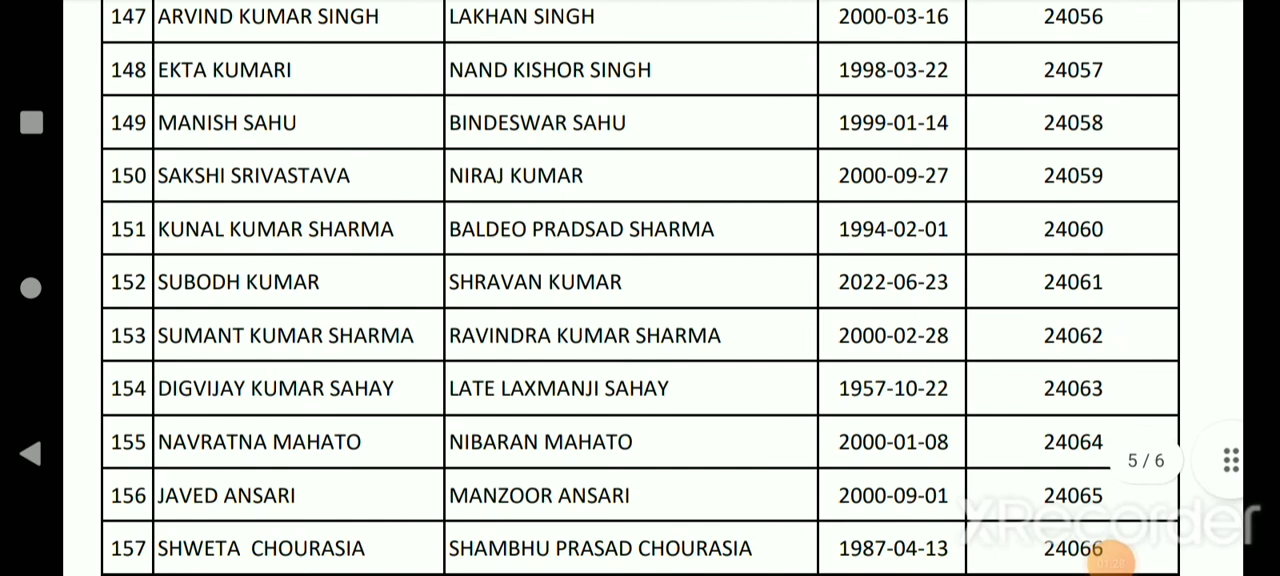 147 ARVIND KUMAR SINGH LAKHAN SINGH 2000-03-16 24056
148 EKTA KUMARI NAND KISHOR SINGH 1998-03-22 24057
149 MANISH SAHU BINDESWAR SAHU 1999-01-14 24058
150 SAKSHI SRIVASTAVA NIRAJ KUMAR 2000-09-27 24059
151 KUNAL KUMAR SHARMA BALDEO PRADSAD SHARMA 1994-02-01 24060
152 SUBODH KUMAR SHRAVAN KUMAR 2022-06-23 24061
153 SUMANT KUMAR SHARMA RAVINDRA KUMAR SHARMA 2000-02-28 24062
154 DIGVIJAY KUMAR SAHAY LATE LAXMANJI SAHAY 1957-10-22 24063
155 NAVRATNA MAHATO NIBARAN MAHATO 2000-01-08 24064
5 / 6
156 JAVED ANSARI MANZOOR ANSARI 2000-09-01 24065
XRecorder
157 SHWETA CHOURASIA SHAMBHU PRASAD CHOURASIA 1987-04-13 24066